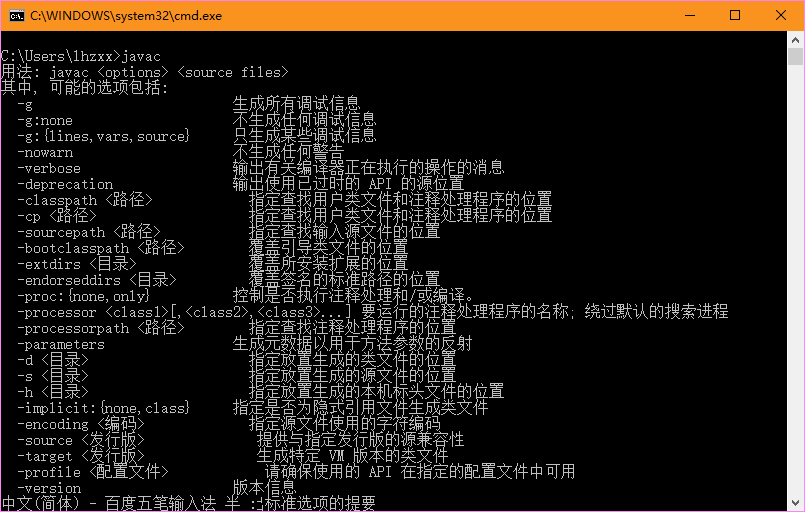 C:\WINDOWS\system32\cmd.exe
C:\Users\lhzxx>javac
用法: javac <options> <source files>
其中, 可能的选项包括:
-g 生成所有调试信息
-g:none 不生成任何调试信息
-g:{lines,vars,source} 只生成某些调试信息
-nowarn 不生成任何警告
-verbose 输出有关编译器正在执行的操作的消息
-deprecation 输出使用已过时的 API 的源位置
-classpath <路径> 指定查找用户类文件和注释处理程序的位置
-cp <路径> 指定查找用户类文件和注释处理程序的位置
-sourcepath <路径> 指定查找输入源文件的位置
-bootclasspath <路径> 覆盖引导类文件的位置
-extdirs <目录> 覆盖所安装扩展的位置
-endorseddirs <目录> 覆盖签名的标准路径的位置
-proc:{none,only} 控制是否执行注释处理和/或编译。
-processor <class1>[,<class2>,<class3>...] 要运行的注释处理程序的名称; 绕过默认的搜索进程
-processorpath <路径> 指定查找注释处理程序的位置
-parameters 生成元数据以用于方法参数的反射
-d <目录> 指定放置生成的类文件的位置
-s <目录> 指定放置生成的源文件的位置
-h <目录> 指定放置生成的本机标头文件的位置
-implicit:{none,class} 指定是否为隐式引用文件生成类文件
-encoding <编码> 指定源文件使用的字符编码
-source <发行版> 提供与指定发行版的源兼容性
-target <发行版> 生成特定 VM 版本的类文件
-profile <配置文件> 请确保使用的 API 在指定的配置文件中可用
-version 版本信息
中文(简体) - 百度五笔输入法 半 :标准选项的提要